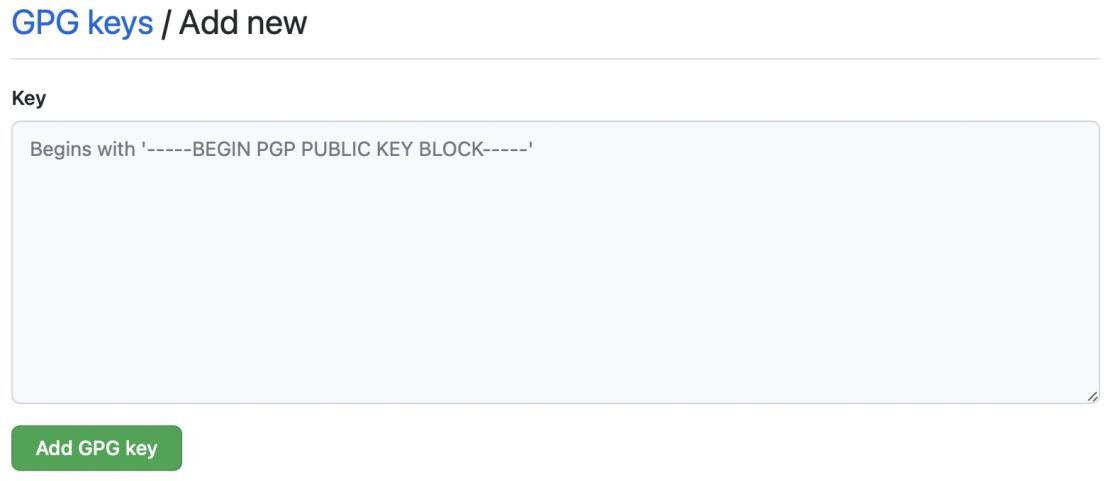 GPG keys / Add new
Key
Begins with '-----BEGIN PGP PUBLIC KEY BLOCK-----'
Add GPG key